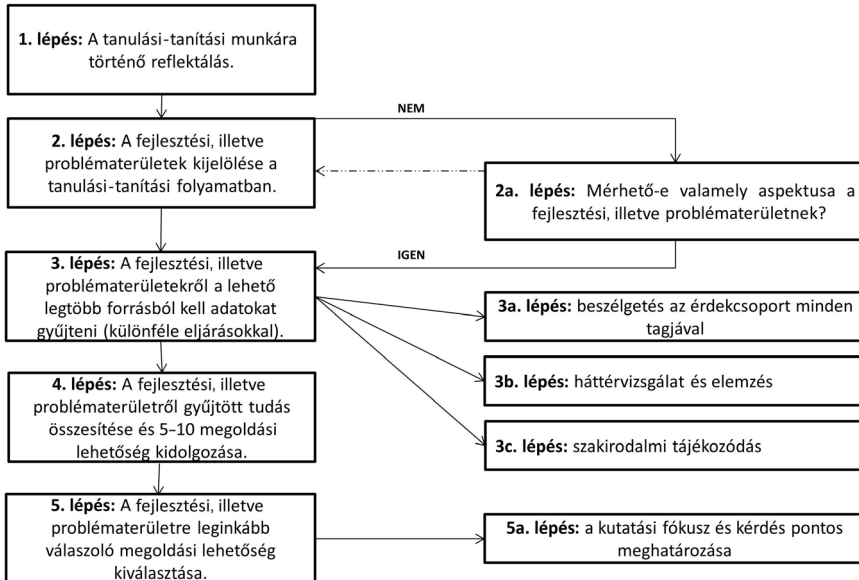 1. lépés: A tanulási-tanítási munkára
történő reflektálás.
NEM
2. lépés: A fejlesztési, illetve
problématerületek kijelölése a
tanulási-tanítási folyamatban.
2a. lépés: Mérhető-e valamely aspektusa a
fejlesztési, illetve problématerületnek?
IGEN
3. lépés: A fejlesztési, illetve
problématerületekről a lehető
legtöbb forrásból kell adatokat
gyűjteni (különféle eljárásokkal).
3a. lépés: beszélgetés az érdekcsoport minden
tagjával
3b. lépés: háttérvizsgálat és elemzés
3c. lépés: szakirodalmi tájékozódás
4. lépés: A fejlesztési, illetve
problématerületről gyűjtött tudás
összesítése és 5–10 megoldási
lehetőség kidolgozása.
5. lépés: A fejlesztési, illetve
problématerületre leginkább
válaszoló megoldási lehetőség
kiválasztása.
5a. lépés: a kutatási fókusz és kérdés pontos
meghatározása